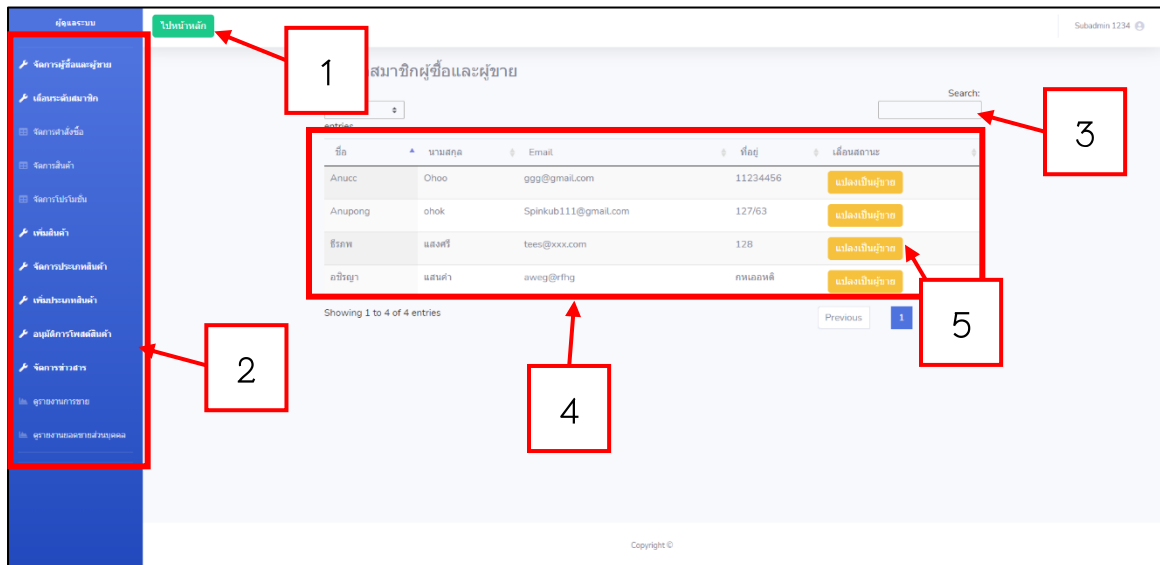 ผู้ดูแลระบบ
ไปหน้าหลัก
Subadmin 1234
จัดการผู้ซื้อและผู้ขาย
เลื่อนระดับสมาชิก
จัดการคำสั่งซื้อ
จัดการสินค้า
จัดการโปรโมชั่น
เพิ่มสินค้า
จัดการประเภทสินค้า
เพิ่มประเภทสินค้า
อนุมัติการโพสต์สินค้า
จัดการข่าวสาร
ดูรายงานการขาย
ดูรายงานยอดขายส่วนบุคคล
1
2
สมาชิกผู้ซื้อและผู้ขาย
Search:
3
entries
ชื่อ นามสกุล Email ที่อยู่ เลื่อนสถานะ
Anucc Ohoo ggg@gmail.com 11234456 แปลงเป็นผู้ขาย
Anupong ohok Spinkub111@gmail.com 127/63 แปลงเป็นผู้ขาย
ธีรภพ แสงศรี tees@xxx.com 128 แปลงเป็นผู้ขาย
อชิรญา แสนคำ aweg@rfhg แปลงเป็นผู้ขาย
Showing 1 to 4 of 4 entries
Previous 1
5
4
Copyright ©